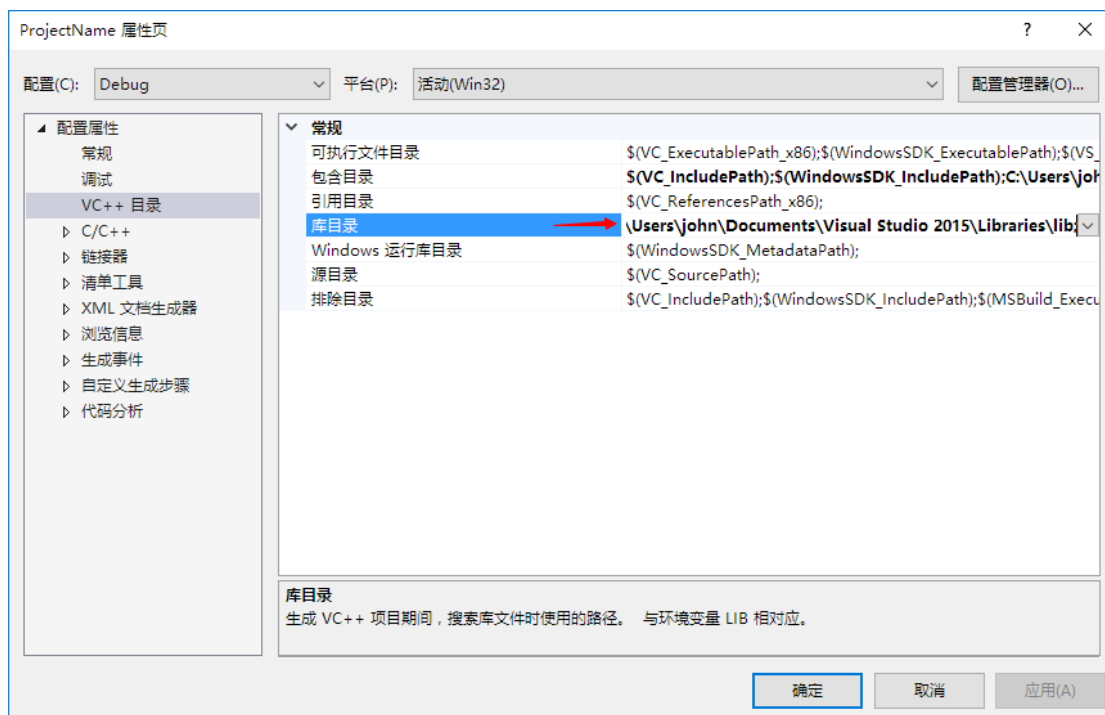 ProjectName 属性页
配置(C): Debug 平台(P): 活动(Win32) 配置管理器(O)...
配置属性
常规
调试
VC++ 目录
C/C++
链接器
清单工具
XML 文档生成器
浏览信息
生成事件
自定义生成步骤
代码分析
常规
可执行文件目录 $(VC_ExecutablePath_x86);$(WindowsSDK_ExecutablePath);$(VS_
包含目录 $(VC_IncludePath);$(WindowsSDK_IncludePath);C:\Users\joh
引用目录 $(VC_ReferencesPath_x86);
库目录 \Users\john\Documents\Visual Studio 2015\Libraries\lib;
Windows 运行库目录 $(WindowsSDK_MetadataPath);
源目录 $(VC_SourcePath);
排除目录 $(VC_IncludePath);$(WindowsSDK_IncludePath);$(MSBuild_Execu
库目录
生成 VC++ 项目期间，搜索库文件时使用的路径。 与环境变量 LIB 相对应。
确定 取消 应用(A)